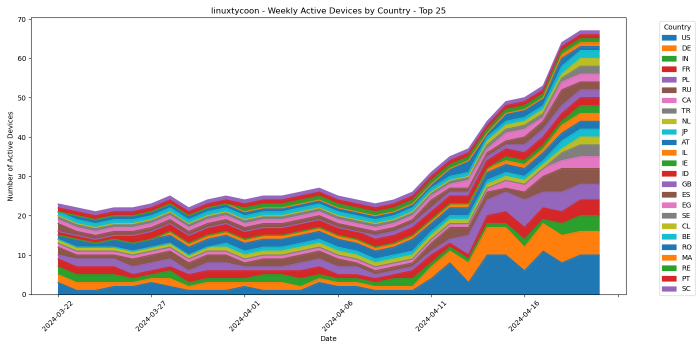 linuxtycoon - Weekly Active Devices by Country - Top 25
Number of Active Devices
70
60
50
40
30
20
10
0
2024-03-22
2024-03-27
2024-04-01
2024-04-06
2024-04-11
2024-04-16
Date
Country
US
DE
IN
FR
PL
RU
CA
TR
NL
JP
AT
IL
IE
ID
GB
ES
EG
SE
CL
BE
RO
MA
RE
PT
SC